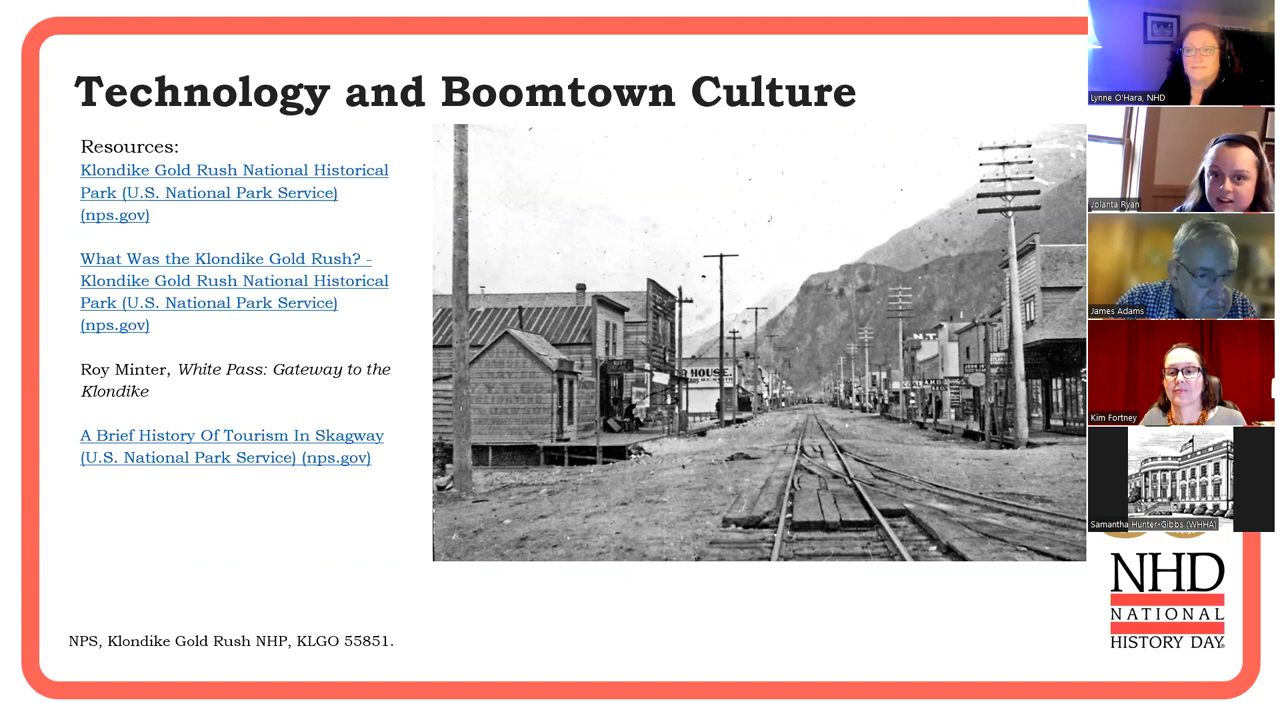 Technology and Boomtown Culture
Resources:
Klondike Gold Rush National Historical
Park (U.S. National Park Service)
(nps.gov)
What Was the Klondike Gold Rush? -
Klondike Gold Rush National Historical
Park (U.S. National Park Service)
(nps.gov)
Roy Minter, White Pass: Gateway to the
Klondike
A Brief History Of Tourism In Skagway
(U.S. National Park Service) (nps.gov)
HOUSE.
NPS, Klondike Gold Rush NHP, KLGO 55851.
Lynne O'Hara, NHD
Jolanta Ryan
James Adams
Kim Fortney
Samantha Hunter-Gibbs (WHHA)
NHD
NATIONAL
HISTORY DAY®